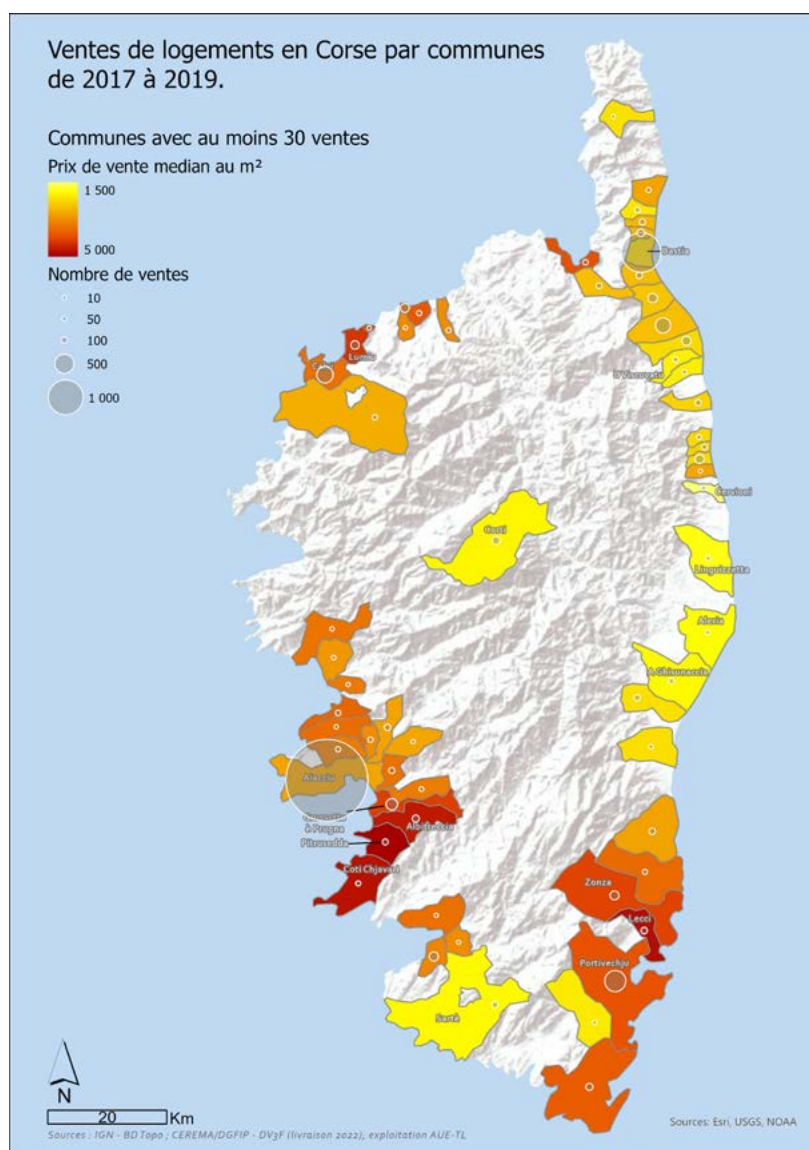 Ventes de logements en Corse par communes
de 2017 à 2019.
Communes avec au moins 30 ventes
Prix de vente median au m²
1 500
5 000
Nombre de ventes
10
50
100
500
1 000
Bastia
Lumiu
U Viscuvatu
Cervioni
Corti
Linguizzetta
Aleria
A Ghisunaccia
Aiacciu
à Prugna
Pitrusedda
Coti Chjavari
Zonza
Lecci
Portivechju
Sartè
N
20 Km
Sources: Esri, USGS, NOAA
Sources : IGN - BD Topo ; CEREMA/DGFIP - DV3F (livraison 2022), exploitation AUE-TL